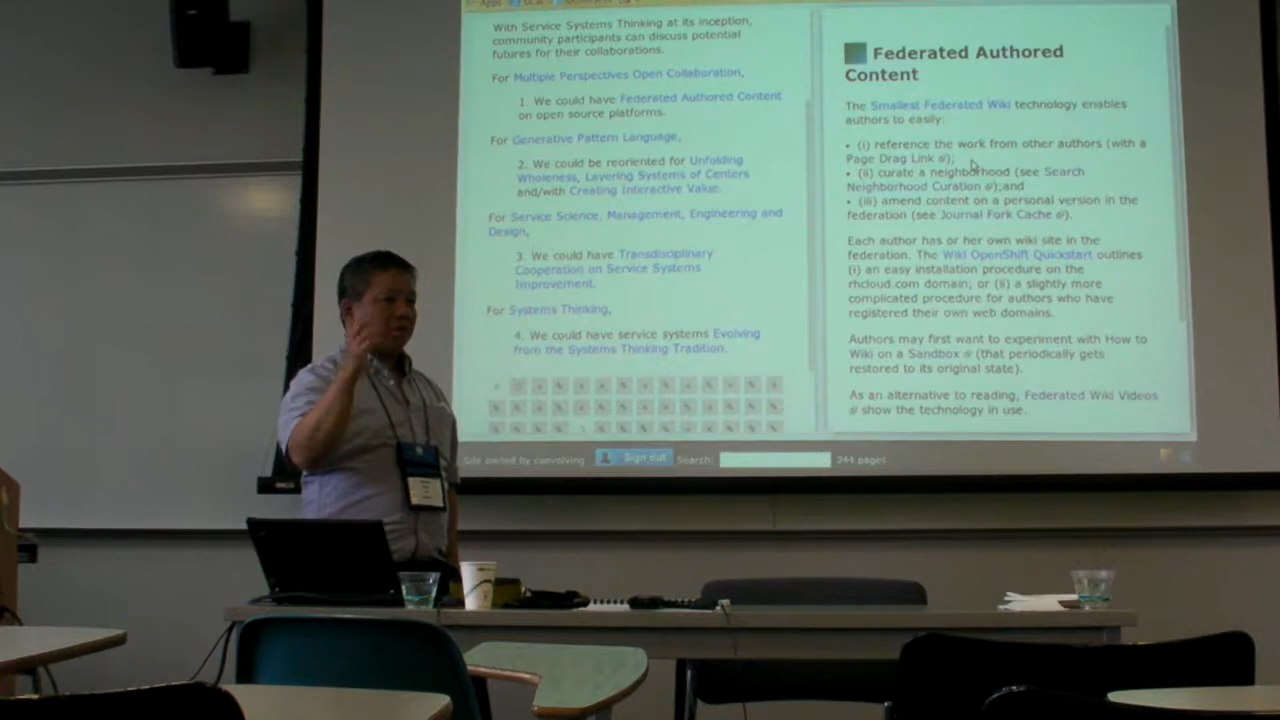 Apps
With Service Systems Thinking at its inception,
community participants can discuss potential
futures for their collaborations.
For Multiple Perspectives Open Collaboration,
1. We could have Federated Authored Content
on open source platforms.
For Generative Pattern Language,
2. We could be reoriented for Unfolding
Wholeness, Layering Systems of Centers
and/with Creating Interactive Value.
For Service Science, Management, Engineering and
Design,
3. We could have Transdisciplinary
Cooperation on Service Systems
Improvement.
For Systems Thinking,
4. We could have service systems Evolving
from the Systems Thinking Tradition.
Federated Authored
Content
The Smallest Federated Wiki technology enables
authors to easily:
• (i) reference the work from other authors (with a
Page Drag Link);
• (ii) curate a neighborhood (see Search
Neighborhood Curation);and
• (iii) amend content on a personal version in the
federation (see Journal Fork Cache).
Each author has or her own wiki site in the
federation. The Wiki OpenShift Quickstart outlines
(i) an easy installation procedure on the
rhcloud.com domain; or (ii) a slightly more
complicated procedure for authors who have
registered their own web domains.
Authors may first want to experiment with How to
Wiki on a Sandbox (that periodically gets
restored to its original state).
As an alternative to reading, Federated Wiki Videos
show the technology in use.
Site owned by coevolving Sign out Search: 344 pages